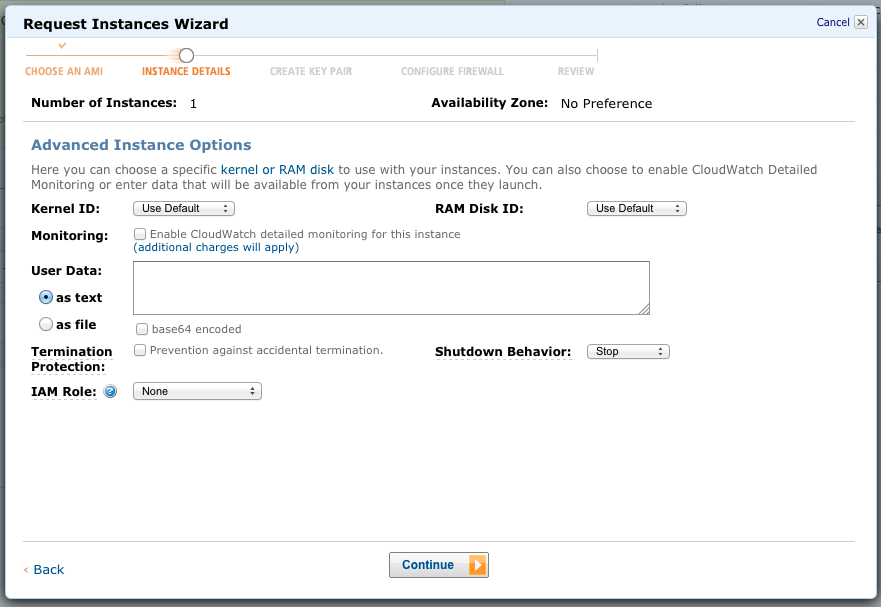 Request Instances Wizard
Cancel
CHOOSE AN AMI
INSTANCE DETAILS
CREATE KEY PAIR
CONFIGURE FIREWALL
REVIEW
Number of Instances: 1
Availability Zone: No Preference
Advanced Instance Options
Here you can choose a specific kernel or RAM disk to use with your instances. You can also choose to enable CloudWatch Detailed
Monitoring or enter data that will be available from your instances once they launch.
Kernel ID: Use Default
RAM Disk ID: Use Default
Monitoring: Enable CloudWatch detailed monitoring for this instance
(additional charges will apply)
User Data:
as text
as file
base64 encoded
Termination
Protection:
Prevention against accidental termination.
Shutdown Behavior: Stop
IAM Role: ? None
‹ Back
Continue